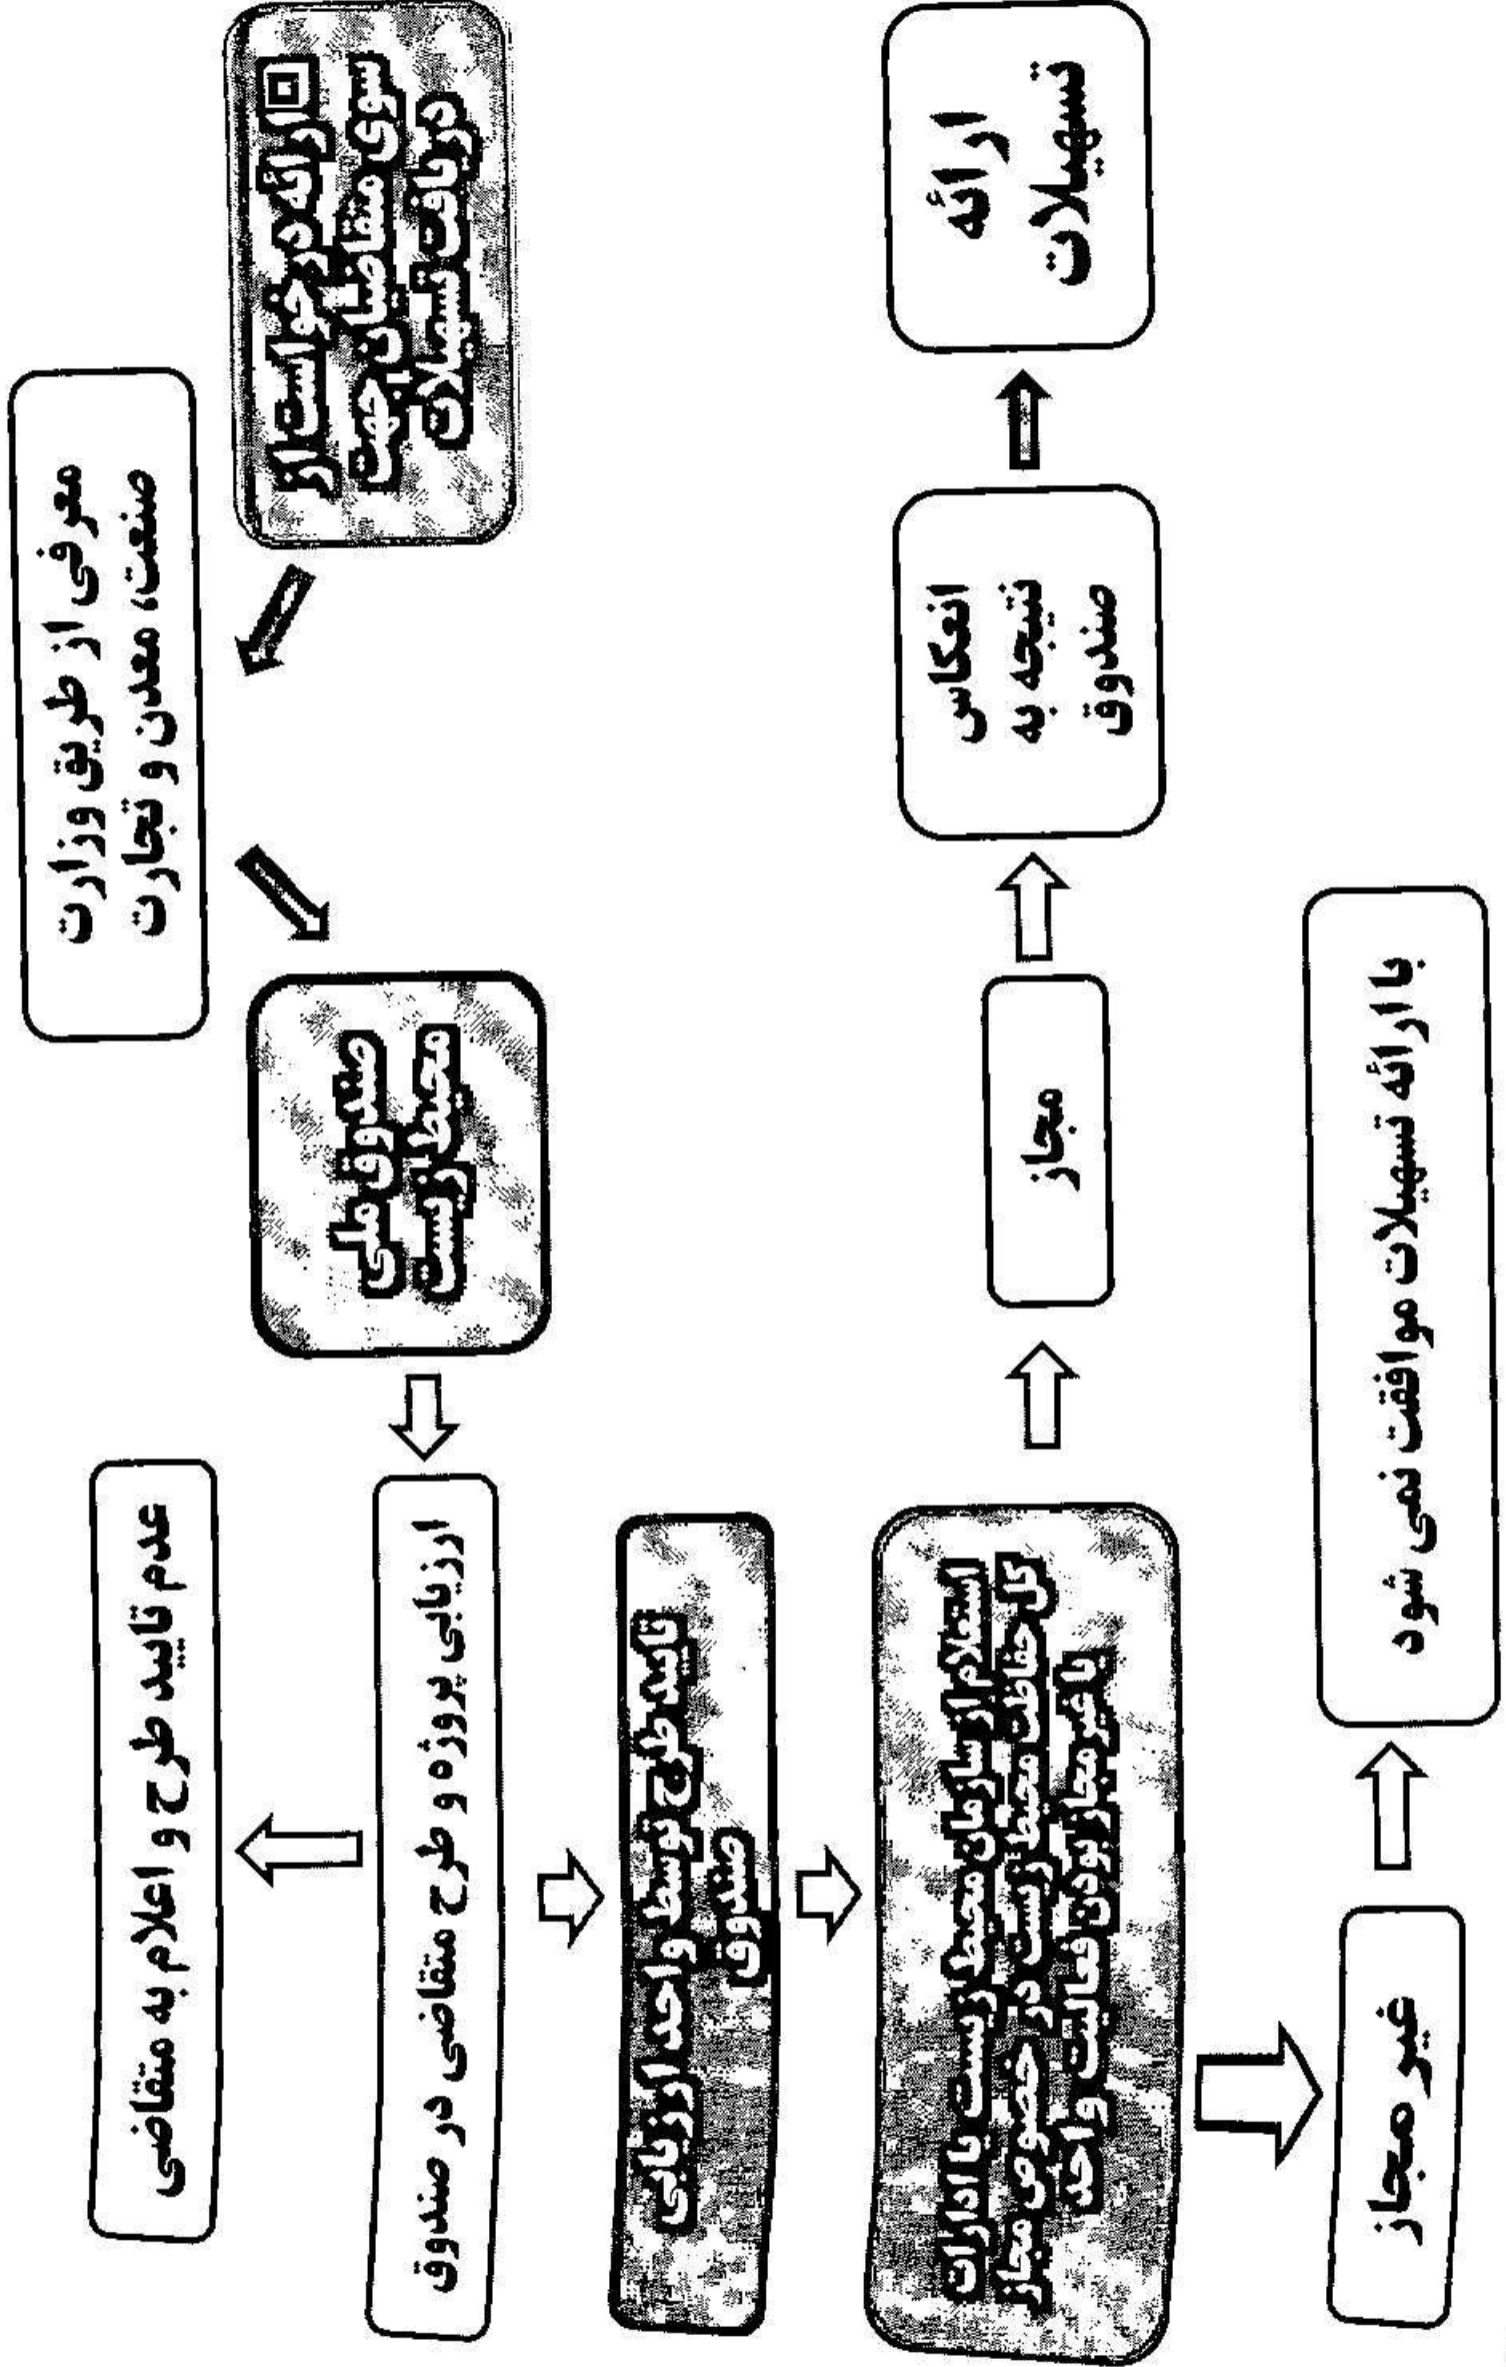 ارائه درخواست از
سوی متقاضیان جهت
دریافت تسهیلات
معرفی از طریق وزارت
صنعت، معدن و تجارت
صندوق ملی
محیط زیست
ارزیابی پروژه و طرح متقاضی در صندوق
عدم تایید طرح و اعلام به متقاضی
تایید طرح توسط واحد ارزیابی
صندوق
استعلام از سازمان محیط زیست یا ادارات
کل حفاظت محیط زیست در خصوص مجاز
یا غیر مجاز بودن فعالیت واحد
مجاز
انعکاس
نتیجه به
صندوق
ارائه
تسهیلات
غیر مجاز
با ارائه تسهیلات موافقت نمی شود